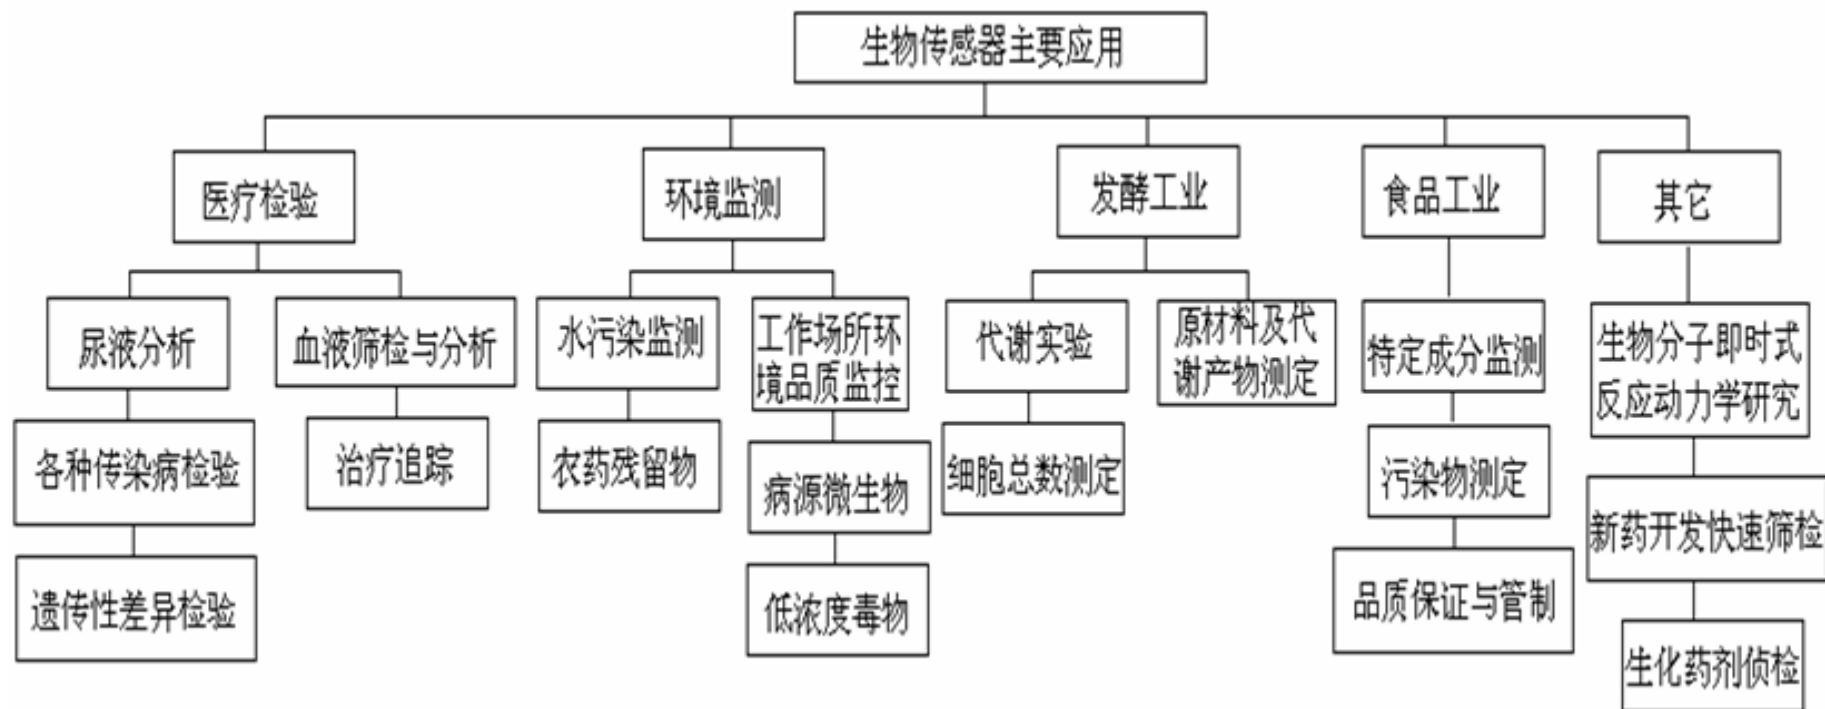 生物传感器主要应用
医疗检验
环境监测
发酵工业
食品工业
其它
尿液分析
血液筛检与分析
水污染监测
工作场所环
境品质监控
代谢实验
原材料及代
谢产物测定
特定成分监测
生物分子即时式
反应动力学研究
各种传染病检验
治疗追踪
农药残留物
病源微生物
细胞总数测定
污染物测定
新药开发快速筛检
遗传性差异检验
低浓度毒物
品质保证与管制
生化药剂侦检